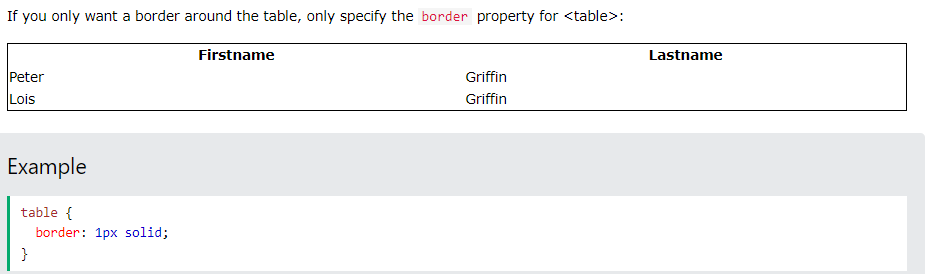 If you only want a border around the table, only specify the border property for <table>:
Firstname Lastname
Peter Griffin
Lois Griffin
Example
table {
  border: 1px solid;
}